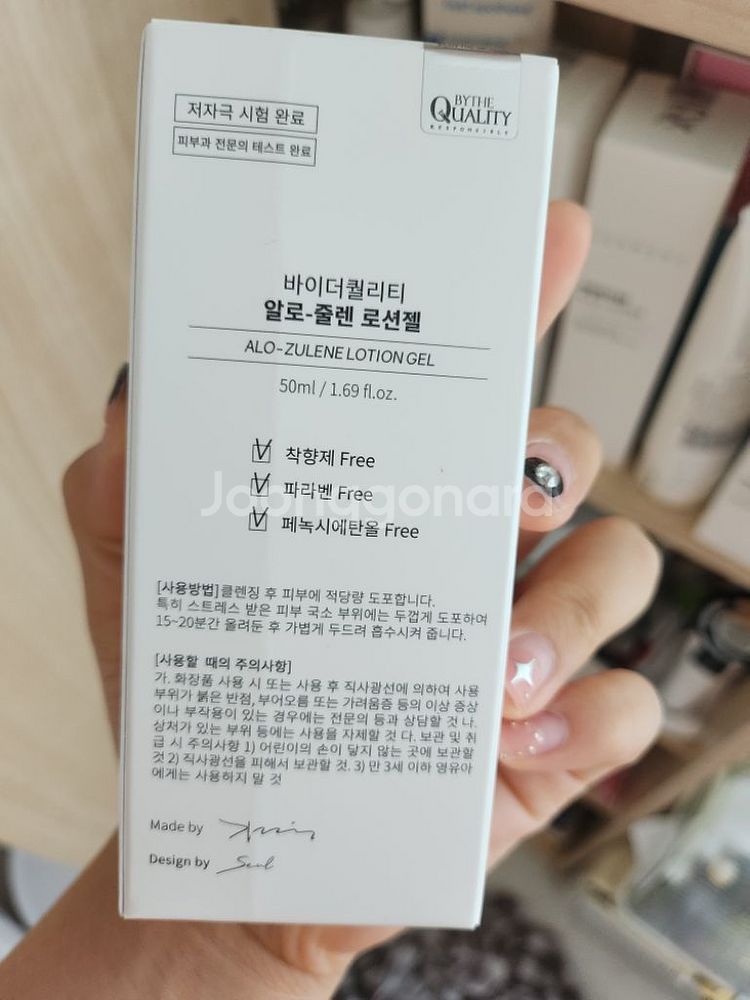 BYTHE
QUALITY
RESPONSIBLE
저자극 시험 완료
피부과 전문의 테스트 완료
바이더퀄리티
알로-줄렌 로션젤
ALO-ZULENE LOTION GEL
50ml / 1.69 fl.oz.
착향제 Free
파라벤 Free
페녹시에탄올 Free
Joonggonara
[사용방법]클렌징 후 피부에 적당량 도포합니다.
특히 스트레스 받은 피부 국소 부위에는 두껍게 도포하여
15~20분간 올려둔 후 가볍게 두드려 흡수시켜 줍니다.
[사용할 때의 주의사항]
가. 화장품 사용 시 또는 사용 후 직사광선에 의하여 사용
부위가 붉은 반점, 부어오름 또는 가려움증 등의 이상 증상
이나 부작용이 있는 경우에는 전문의 등과 상담할 것 나.
상처가 있는 부위 등에는 사용을 자제할 것 다. 보관 및 취
급 시 주의사항 1) 어린이의 손이 닿지 않는 곳에 보관할
것 2) 직사광선을 피해서 보관할 것. 3) 만 3세 이하 영유아
에게는 사용하지 말 것
Made by
Design by Seul